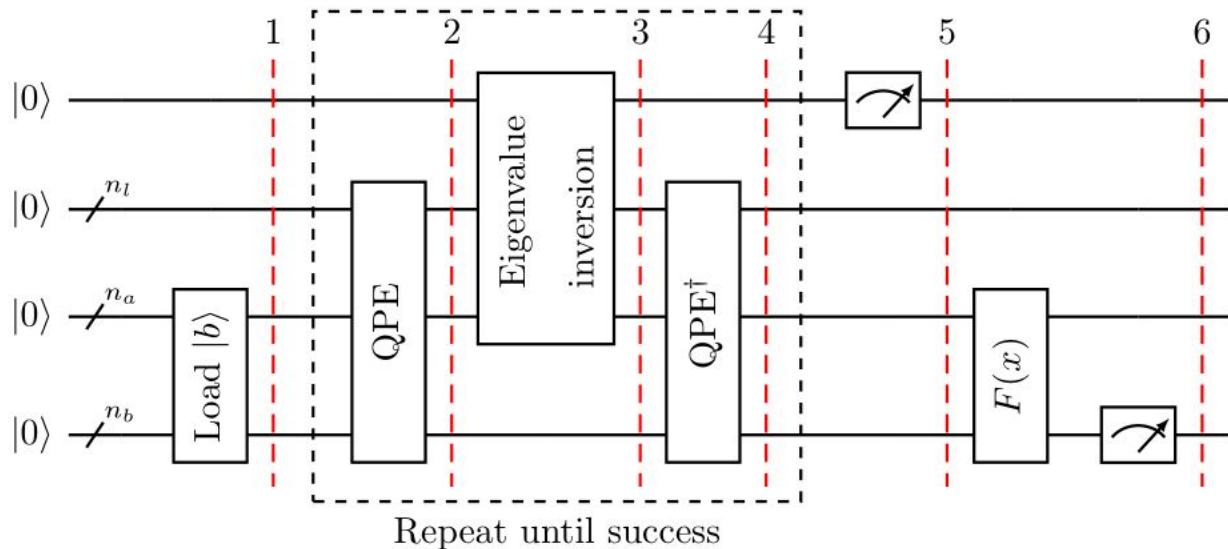 1 2 3 4 5 6
|0⟩
|0⟩ n_l
|0⟩ n_a
|0⟩ n_b
Load |b⟩
QPE
Eigenvalue
inversion
QPE†
F(x)
Repeat until success